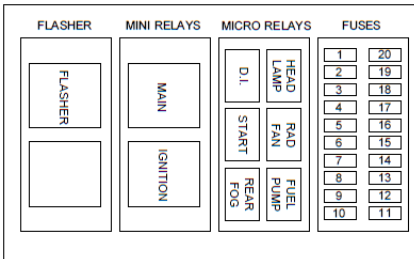 FLASHER
MINI RELAYS
MICRO RELAYS
FUSES
FLASHER
MAIN
IGNITION
D.I.
HEAD
LAMP
START
RAD
FAN
REAR
FOG
FUEL
PUMP
1 20
2 19
3 18
4 17
5 16
6 15
7 14
8 13
9 12
10 11